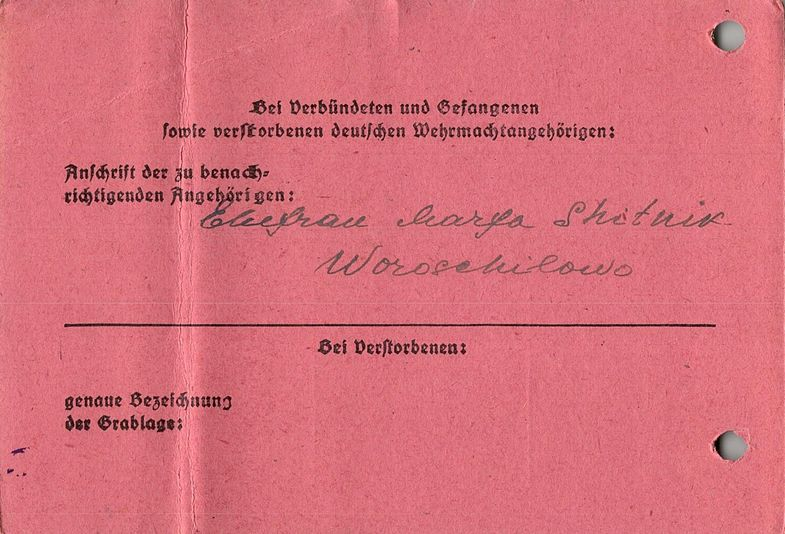 Bei Verbündeten und Gefangenen
sowie verstorbenen deutschen Wehrmachtangehörigen:
Anschrift der zu benach-
richtigenden Angehörigen:
Ehefrau Marfa Shitnik
Woroschilowo
Bei Verstorbenen:
genaue Bezeichnung
der Grablage: